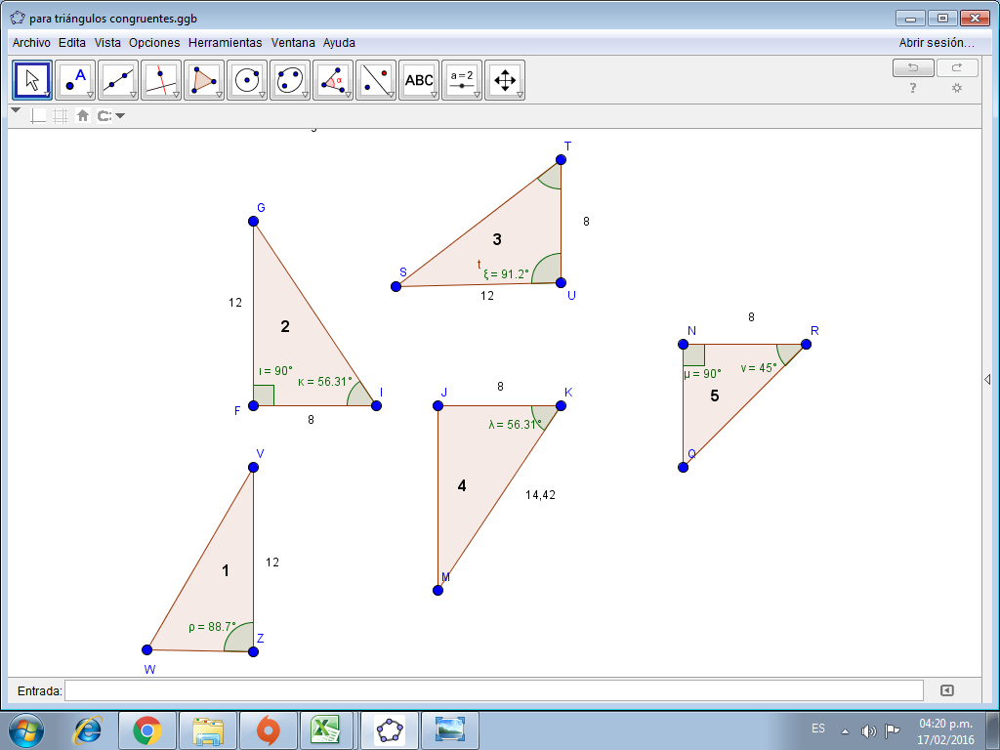 para triángulos congruentes.ggb
Archivo Edita Vista Opciones Herramientas Ventana Ayuda
Abrir sesión...
A
α
ABC
a = 2
?
T
G
8
3
S
t
ξ = 91.2°
12
U
12
2
8
N
R
ι = 90°
κ = 56.31°
μ = 90°
ν = 45°
5
F
I
8
8
J
K
λ = 56.31°
V
Q
4
14,42
12
1
M
ρ = 88.7°
Z
W
Entrada:
ES
04:20 p.m.
17/02/2016